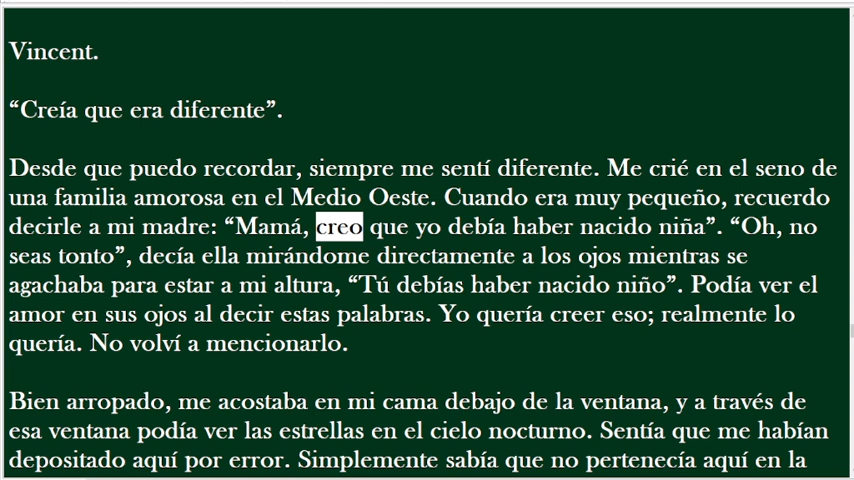 Vincent.
“Creía que era diferente”.
Desde que puedo recordar, siempre me sentí diferente. Me crié en el seno de
una familia amorosa en el Medio Oeste. Cuando era muy pequeño, recuerdo
decirle a mi madre: “Mamá, creo que yo debía haber nacido niña”. “Oh, no
seas tonto”, decía ella mirándome directamente a los ojos mientras se
agachaba para estar a mi altura, “Tú debías haber nacido niño”. Podía ver el
amor en sus ojos al decir estas palabras. Yo quería creer eso; realmente lo
quería. No volví a mencionarlo.
Bien arropado, me acostaba en mi cama debajo de la ventana, y a través de
esa ventana podía ver las estrellas en el cielo nocturno. Sentía que me habían
depositado aquí por error. Simplemente sabía que no pertenecía aquí en la